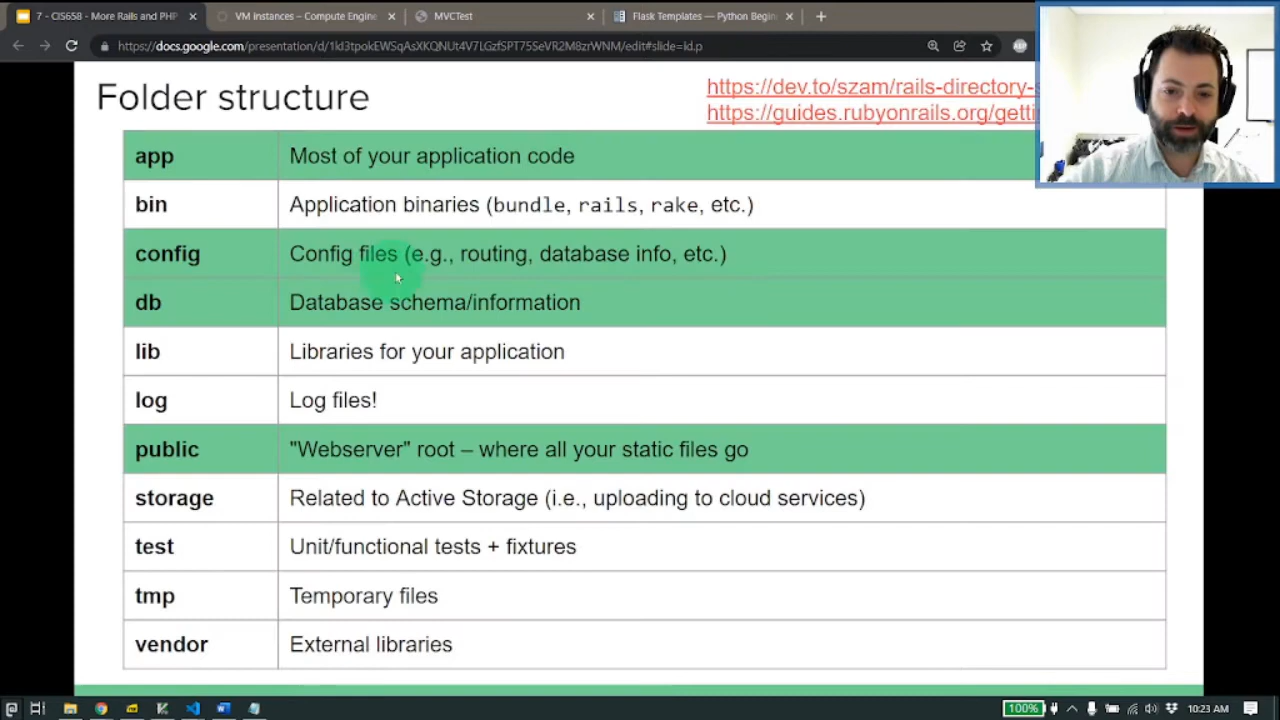 7 - CIS658 - More Rails and PHP
VM instances – Compute Engine
MVCTest
Flask Templates — Python Begin
https://docs.google.com/presentation/d/1kI3tpokEWSqAsXKQNUt4V7LGzfSPT75SeVR2M8zrWNM/edit#slide=id.p
Folder structure
https://dev.to/szam/rails-directory-
https://guides.rubyonrails.org/getti
app Most of your application code
bin Application binaries (bundle, rails, rake, etc.)
config Config files (e.g., routing, database info, etc.)
db Database schema/information
lib Libraries for your application
log Log files!
public "Webserver" root – where all your static files go
storage Related to Active Storage (i.e., uploading to cloud services)
test Unit/functional tests + fixtures
tmp Temporary files
vendor External libraries
100%
10:23 AM